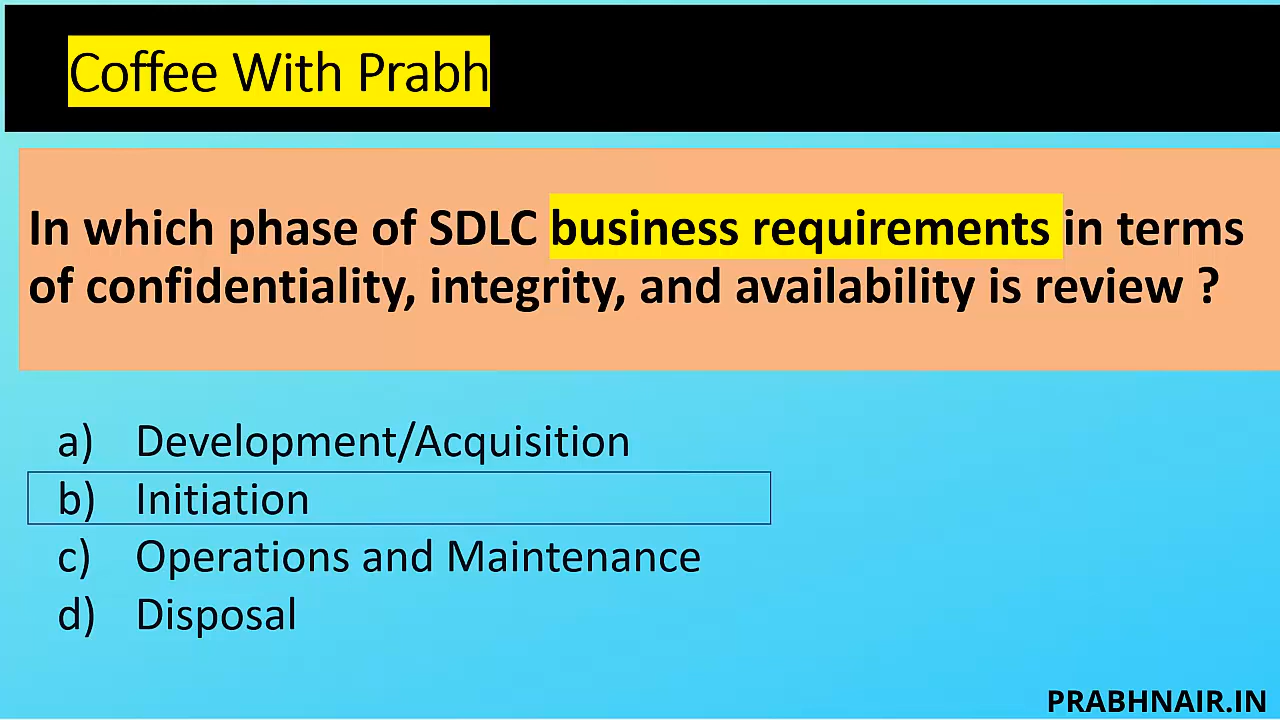 Coffee With Prabh
In which phase of SDLC business requirements in terms
of confidentiality, integrity, and availability is review ?
a) Development/Acquisition
b) Initiation
c) Operations and Maintenance
d) Disposal
PRABHNAIR.IN